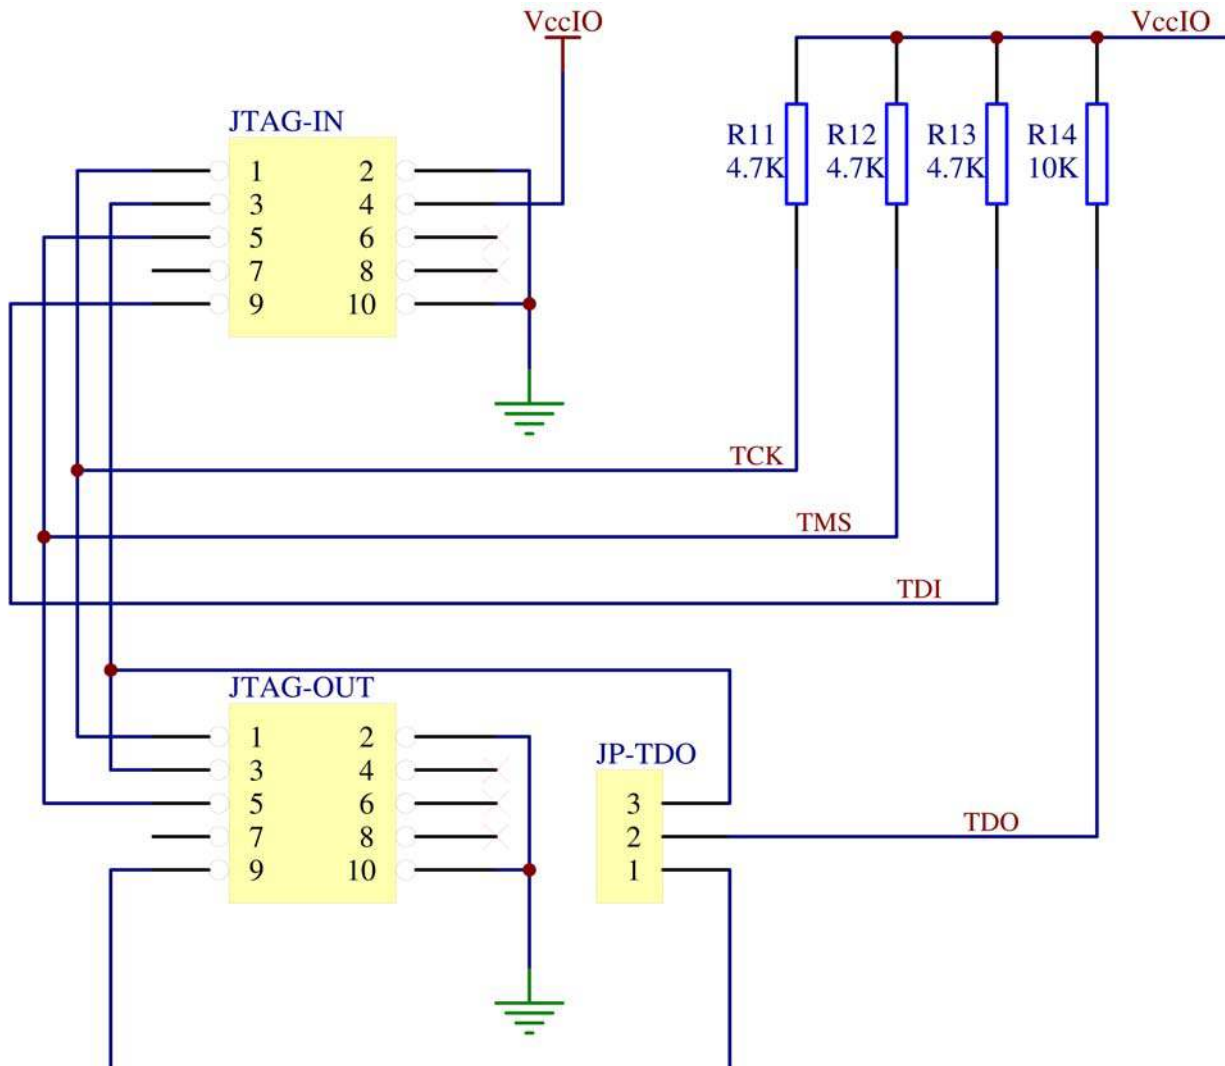 VccIO
VccIO
JTAG-IN
1 2
3 4
5 6
7 8
9 10
R11
4.7K
R12
4.7K
R13
4.7K
R14
10K
TCK
TMS
TDI
JTAG-OUT
1 2
3 4
5 6
7 8
9 10
JP-TDO
3
2
1
TDO